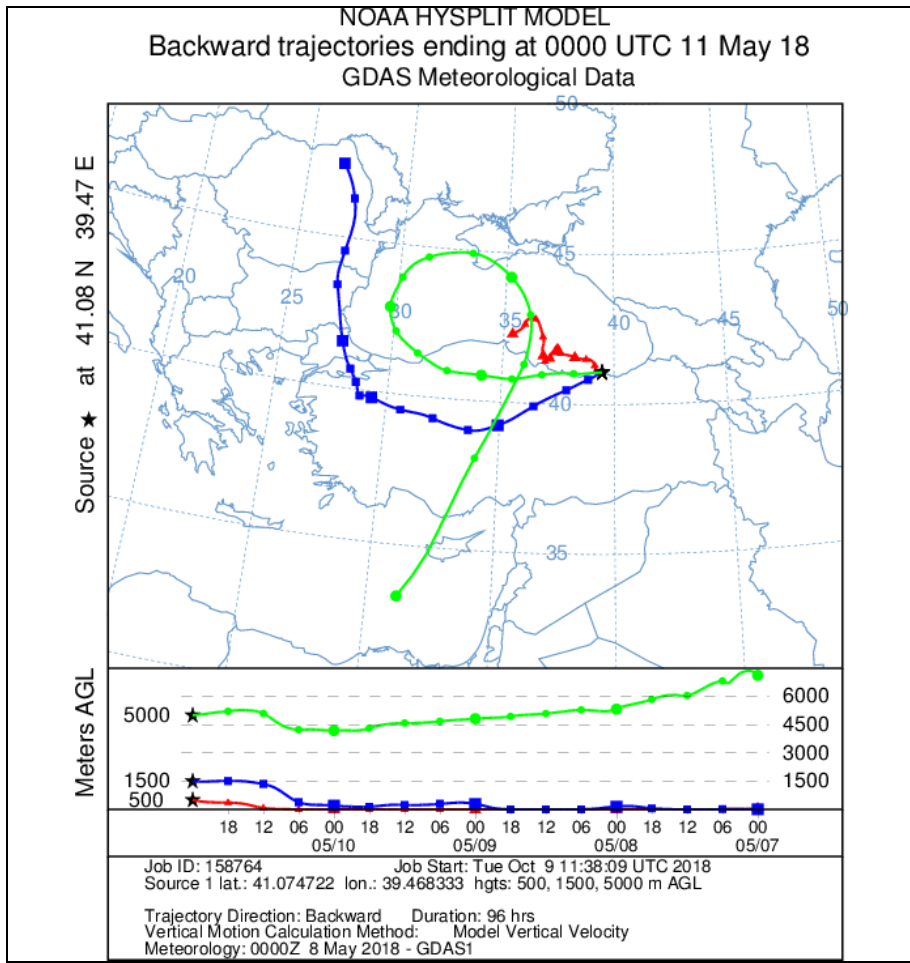 NOAA HYSPLIT MODEL
Backward trajectories ending at 0000 UTC 11 May 18
GDAS Meteorological Data
Source ★ at 41.08 N 39.47 E
50
45
20
25
30
35
40
45
50
40
35
Meters AGL
5000
1500
500
6000
4500
3000
1500
18 12 06 00 18 12 06 00 18 12 06 00 18 12 06 00
05/10 05/09 05/08 05/07
Job ID: 158764 Job Start: Tue Oct 9 11:38:09 UTC 2018
Source 1 lat.: 41.074722 lon.: 39.468333 hgts: 500, 1500, 5000 m AGL
Trajectory Direction: Backward Duration: 96 hrs
Vertical Motion Calculation Method: Model Vertical Velocity
Meteorology: 0000Z 8 May 2018 - GDAS1